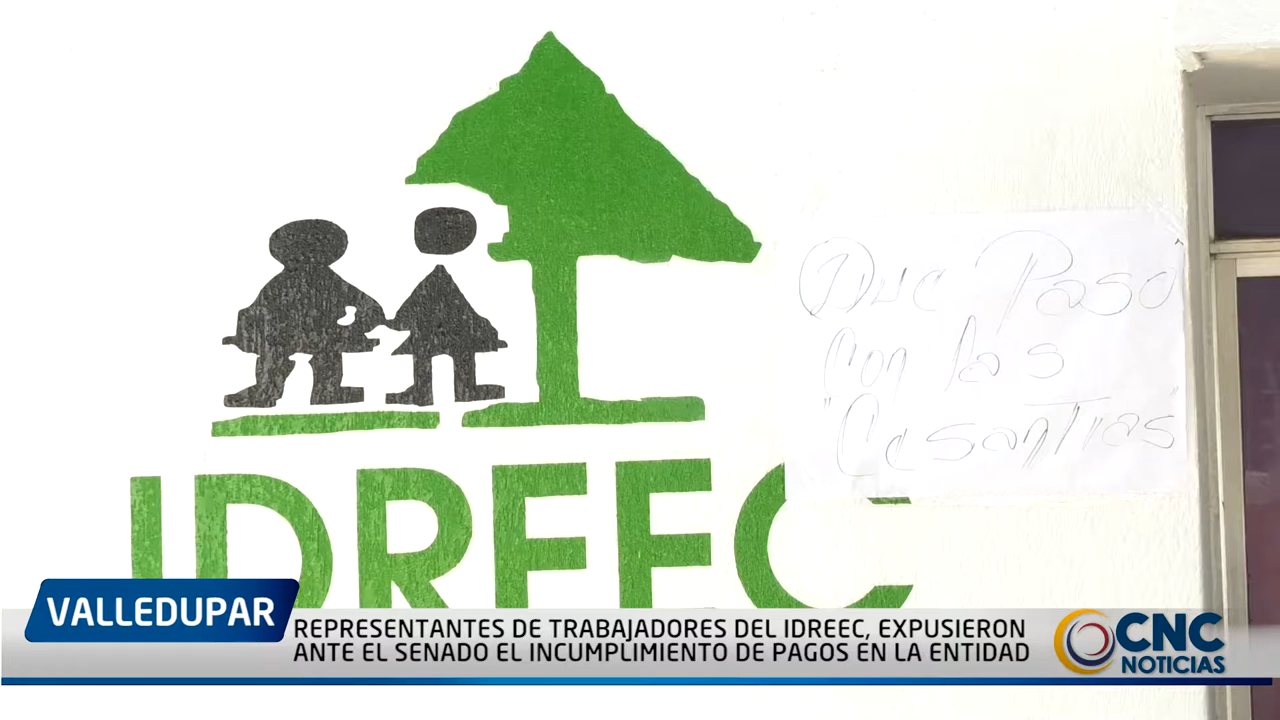 Que Paso
Con las
"Cesantias"
IDREEC
VALLEDUPAR
REPRESENTANTES DE TRABAJADORES DEL IDREEC, EXPUSIERON
ANTE EL SENADO EL INCUMPLIMIENTO DE PAGOS EN LA ENTIDAD
CNC
NOTICIAS